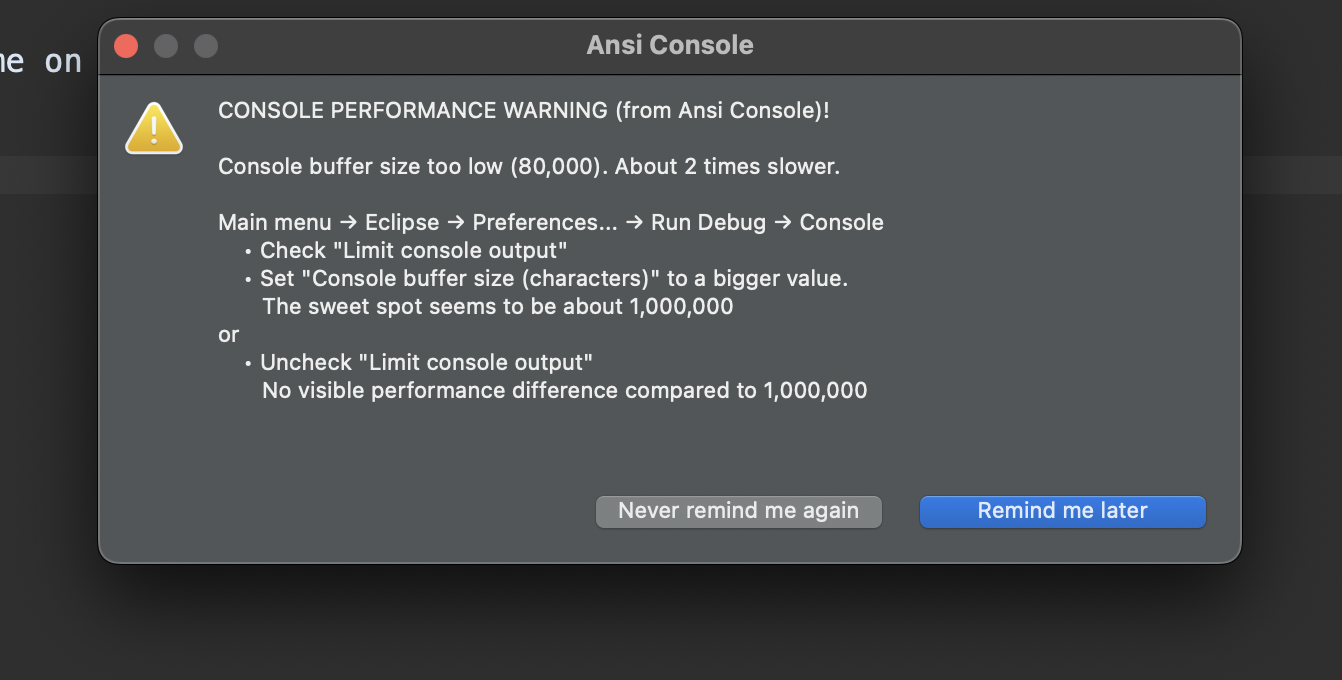 Ansi Console
me on
CONSOLE PERFORMANCE WARNING (from Ansi Console)!
Console buffer size too low (80,000). About 2 times slower.
Main menu → Eclipse → Preferences... → Run Debug → Console
• Check "Limit console output"
• Set "Console buffer size (characters)" to a bigger value.
The sweet spot seems to be about 1,000,000
or
• Uncheck "Limit console output"
No visible performance difference compared to 1,000,000
Never remind me again
Remind me later